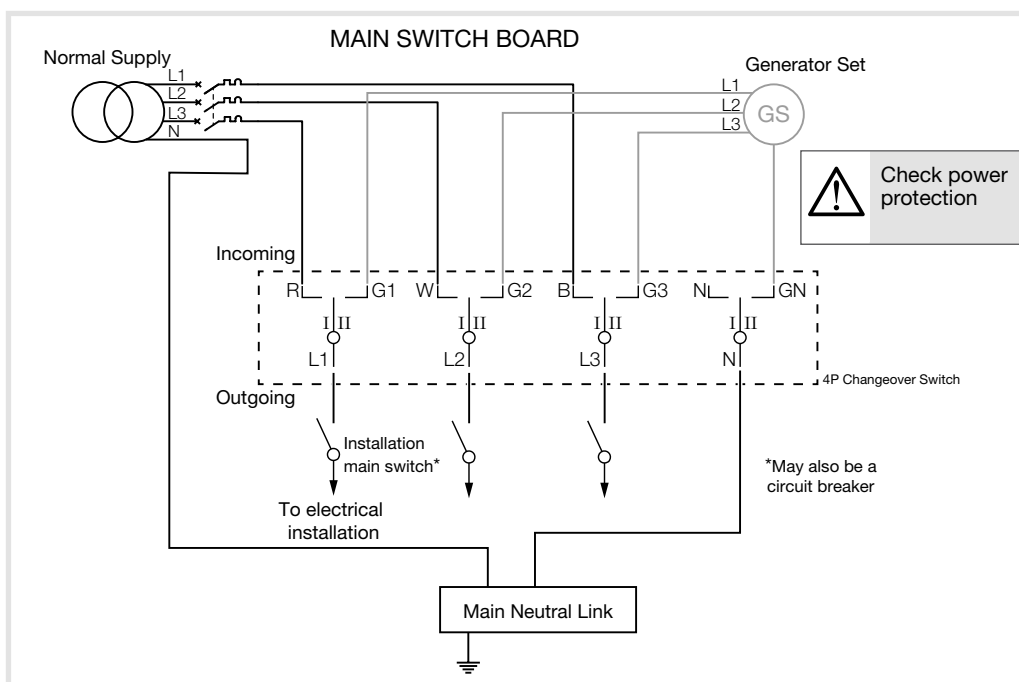 MAIN SWITCH BOARD
Normal Supply
Generator Set
L1
L2
L3
N
L1
L2
L3
GS
Check power
protection
Incoming
R G1 W G2 B G3 N GN
I II I II I II I II
L1 L2 L3 N
4P Changeover Switch
Outgoing
Installation
main switch*
*May also be a
circuit breaker
To electrical
installation
Main Neutral Link